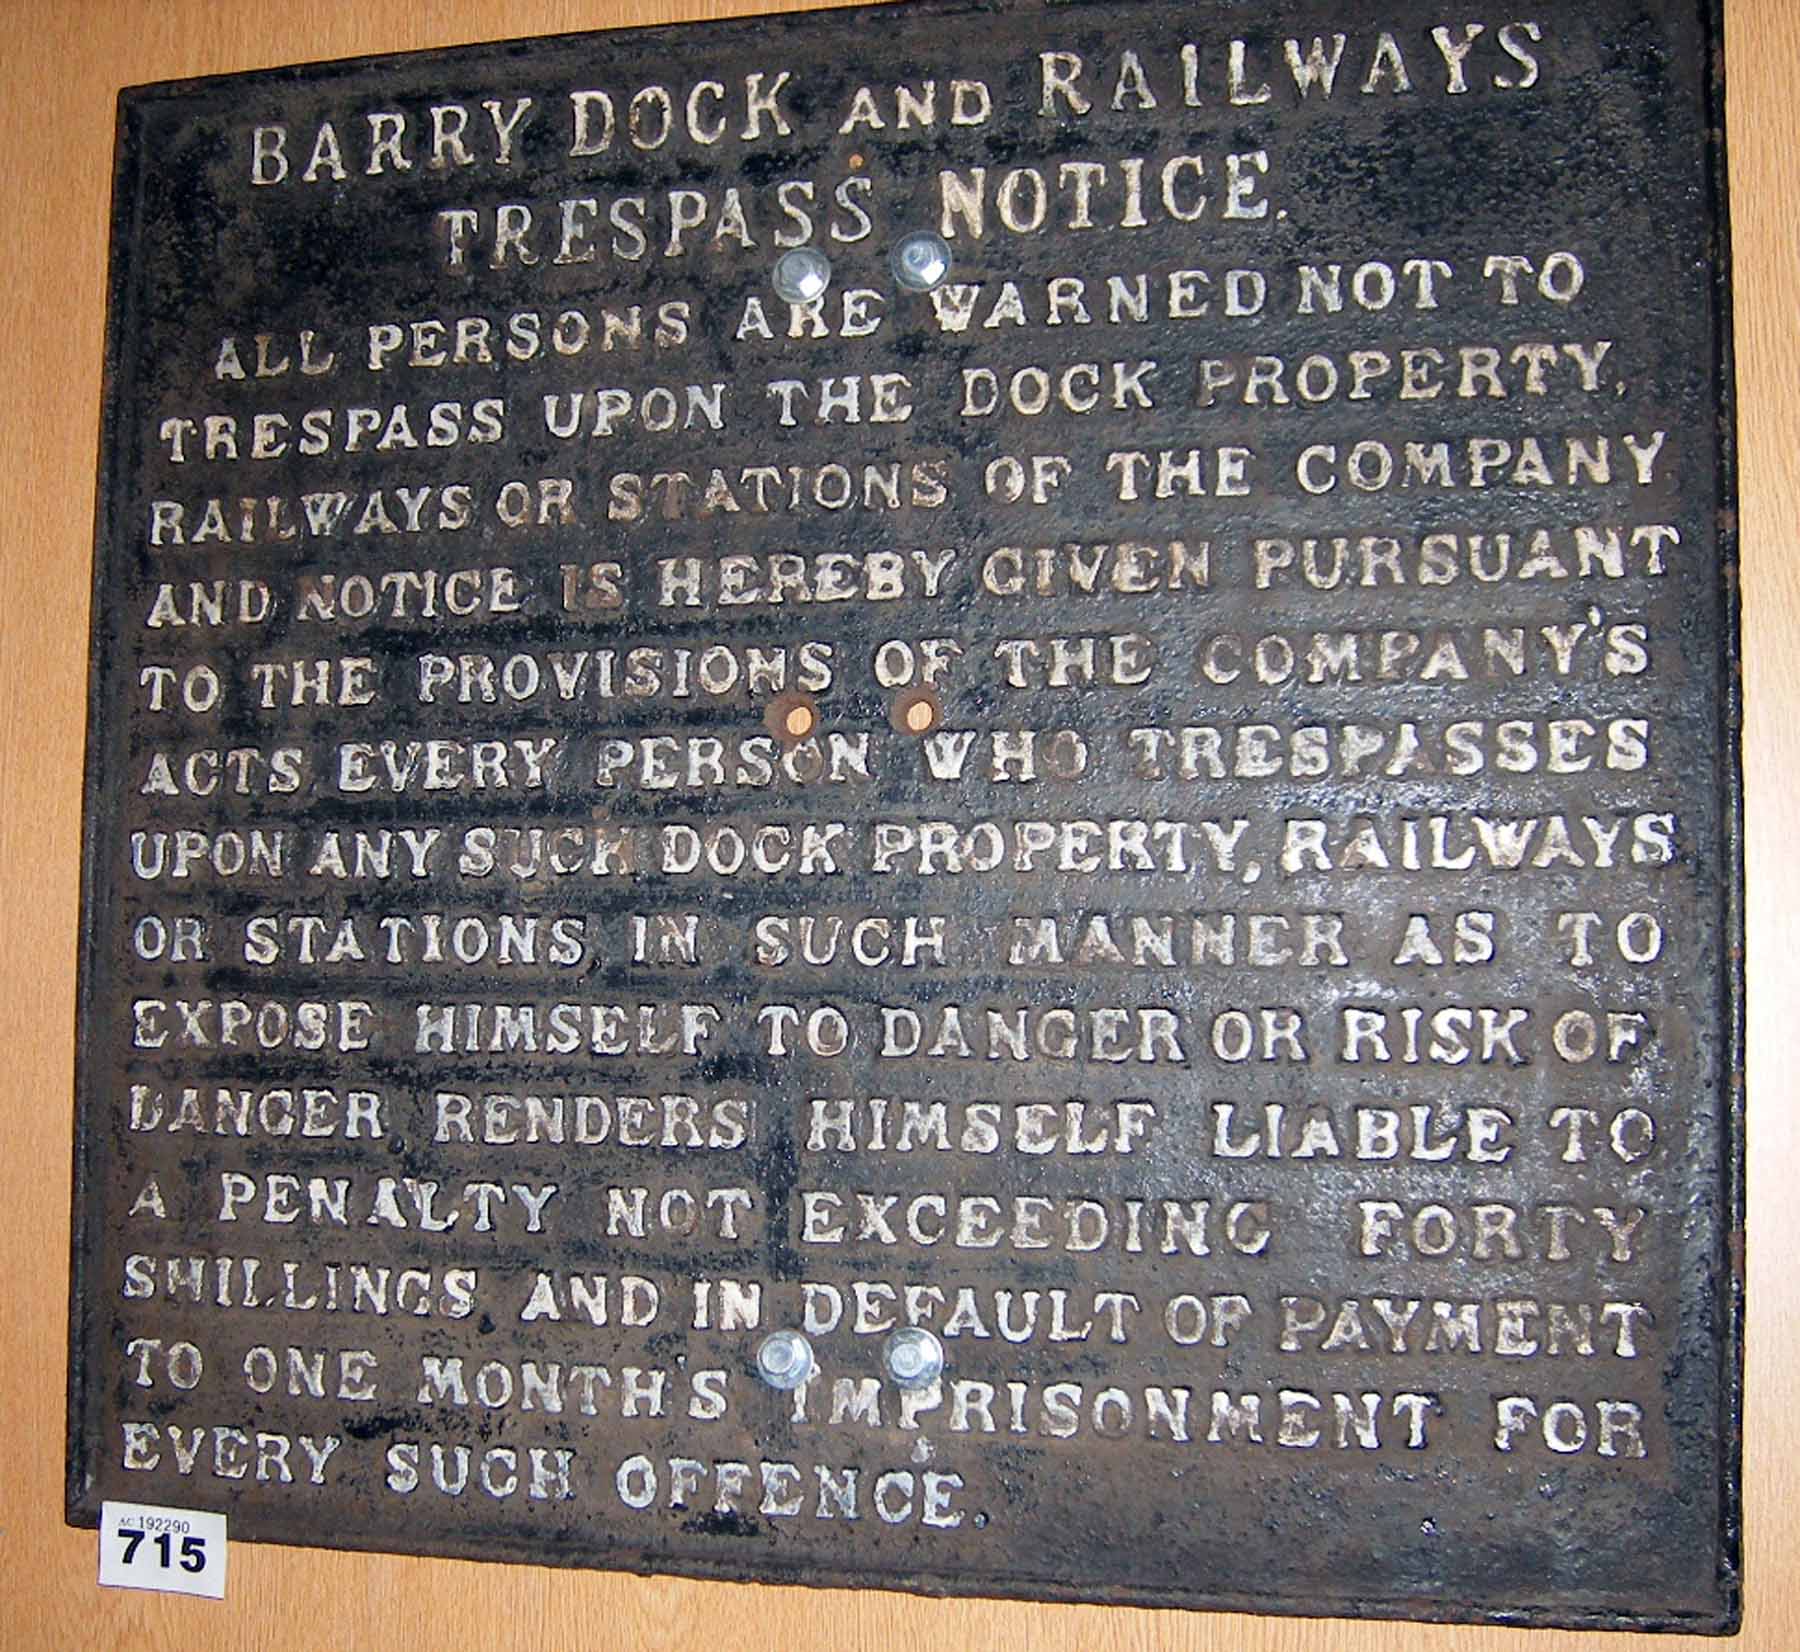 BARRY DOCK AND RAILWAYS
TRESPASS NOTICE.
ALL PERSONS ARE WARNED NOT TO
TRESPASS UPON THE DOCK PROPERTY,
RAILWAYS OR STATIONS OF THE COMPANY
AND NOTICE IS HEREBY GIVEN PURSUANT
TO THE PROVISIONS OF THE COMPANY'S
ACTS EVERY PERSON WHO TRESPASSES
UPON ANY SUCH DOCK PROPERTY, RAILWAYS
OR STATIONS IN SUCH MANNER AS TO
EXPOSE HIMSELF TO DANGER OR RISK OF
DANGER RENDERS HIMSELF LIABLE TO
A PENALTY NOT EXCEEDING FORTY
SHILLINGS AND IN DEFAULT OF PAYMENT
TO ONE MONTH'S IMPRISONMENT FOR
EVERY SUCH OFFENCE.
AC 192290
715